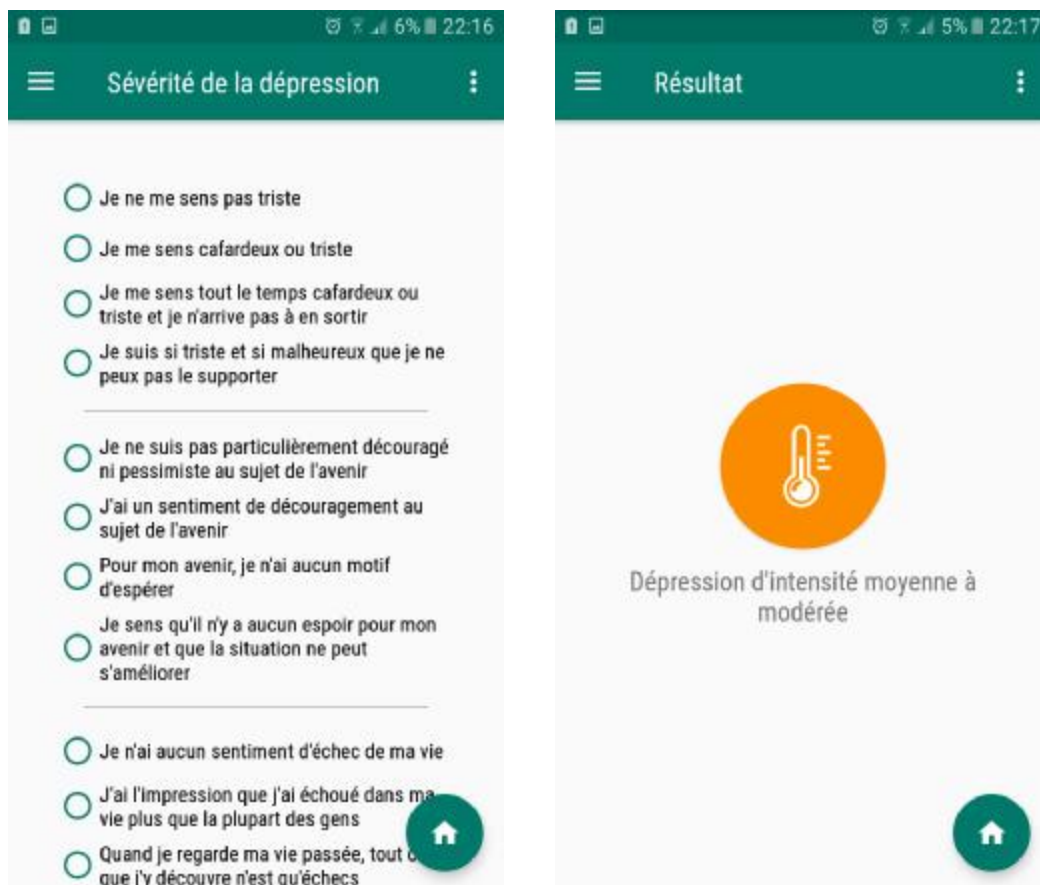 6% 22:16
Sévérité de la dépression
Je ne me sens pas triste
Je me sens cafardeux ou triste
Je me sens tout le temps cafardeux ou
triste et je n'arrive pas à en sortir
Je suis si triste et si malheureux que je ne
peux pas le supporter
Je ne suis pas particulièrement découragé
ni pessimiste au sujet de l'avenir
J'ai un sentiment de découragement au
sujet de l'avenir
Pour mon avenir, je n'ai aucun motif
d'espérer
Je sens qu'il n'y a aucun espoir pour mon
avenir et que la situation ne peut
s'améliorer
Je n'ai aucun sentiment d'échec de ma vie
J'ai l'impression que j'ai échoué dans ma
vie plus que la plupart des gens
Quand je regarde ma vie passée, tout
que j'y découvre n'est qu'échecs
5% 22:17
Résultat
Dépression d'intensité moyenne à
modérée